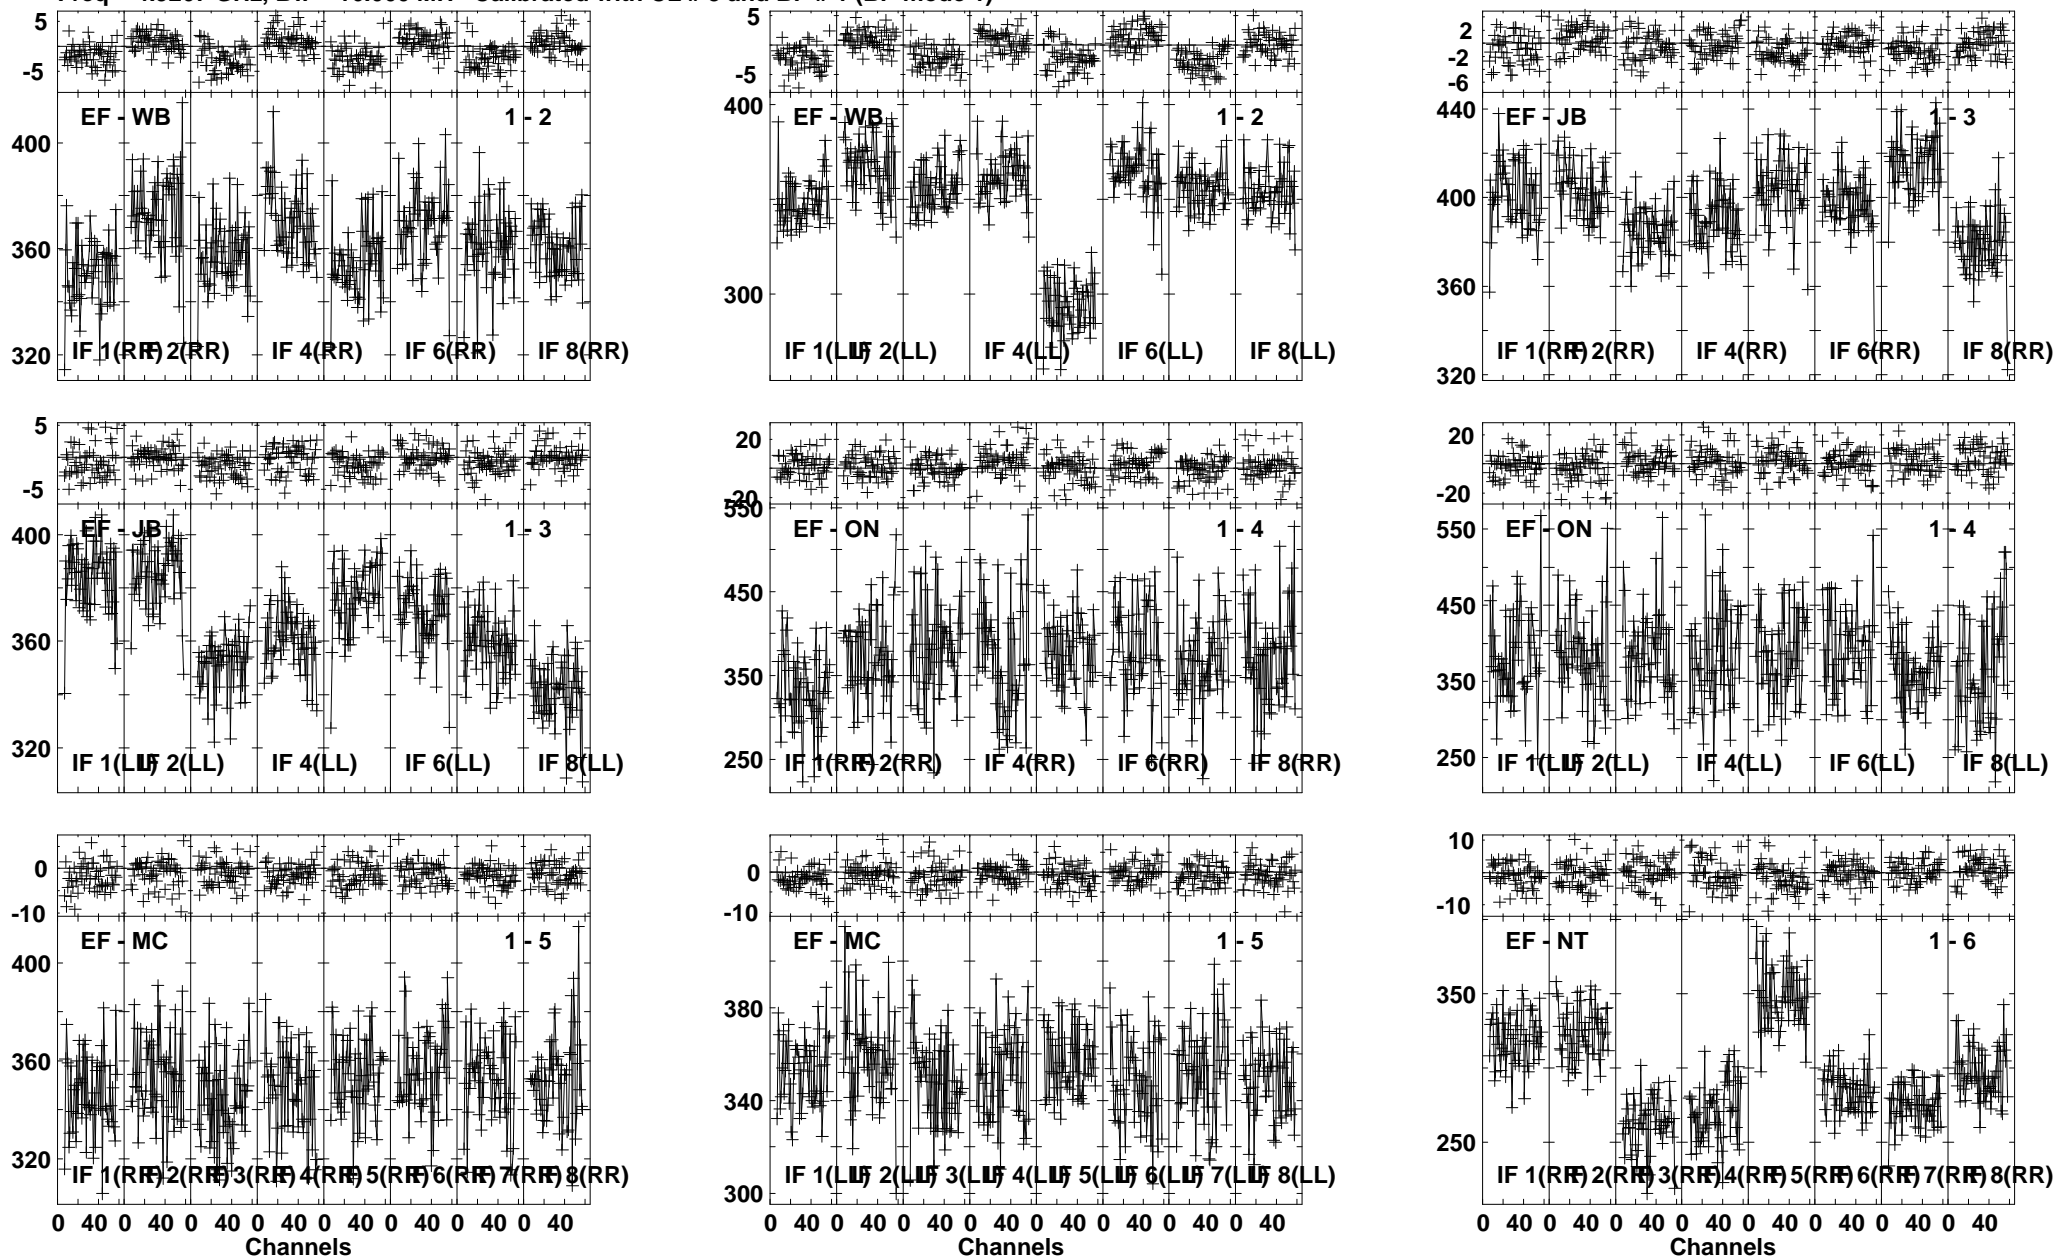 5
-5
EF - WB 1 - 2
400
360
320
IF 1(RR) IF 2(RR) IF 4(RR) IF 6(RR) IF 8(RR)
5
-5
EF - WB 1 - 2
400
300
IF 1(LL) IF 2(LL) IF 4(LL) IF 6(LL) IF 8(LL)
2
-2
-6
EF - JB 1 - 3
440
400
360
320
IF 1(RR) IF 2(RR) IF 4(RR) IF 6(RR) IF 8(RR)
5
-5
EF - JB 1 - 3
400
360
320
IF 1(LL) IF 2(LL) IF 4(LL) IF 6(LL) IF 8(LL)
20
-20
EF - ON 1 - 4
550
450
350
250
IF 1(RR) IF 2(RR) IF 4(RR) IF 6(RR) IF 8(RR)
20
-20
EF - ON 1 - 4
550
450
350
250
IF 1(LL) IF 2(LL) IF 4(LL) IF 6(LL) IF 8(LL)
0
-10
EF - MC 1 - 5
400
360
320
IF 1(RR) IF 2(RR) IF 3(RR) IF 4(RR) IF 5(RR) IF 6(RR) IF 7(RR) IF 8(RR)
0 40 0 40 0 40 0 40 0 40 0 40 0 40 0 40
Channels
0
-10
EF - MC 1 - 5
380
340
300
IF 1(LL) IF 2(LL) IF 3(LL) IF 4(LL) IF 5(LL) IF 6(LL) IF 7(LL) IF 8(LL)
0 40 0 40 0 40 0 40 0 40 0 40 0 40 0 40
Channels
10
-10
EF - NT 1 - 6
350
250
IF 1(RR) IF 2(RR) IF 3(RR) IF 4(RR) IF 5(RR) IF 6(RR) IF 7(RR) IF 8(RR)
0 40 0 40 0 40 0 40 0 40 0 40 0 40 0 40
Channels